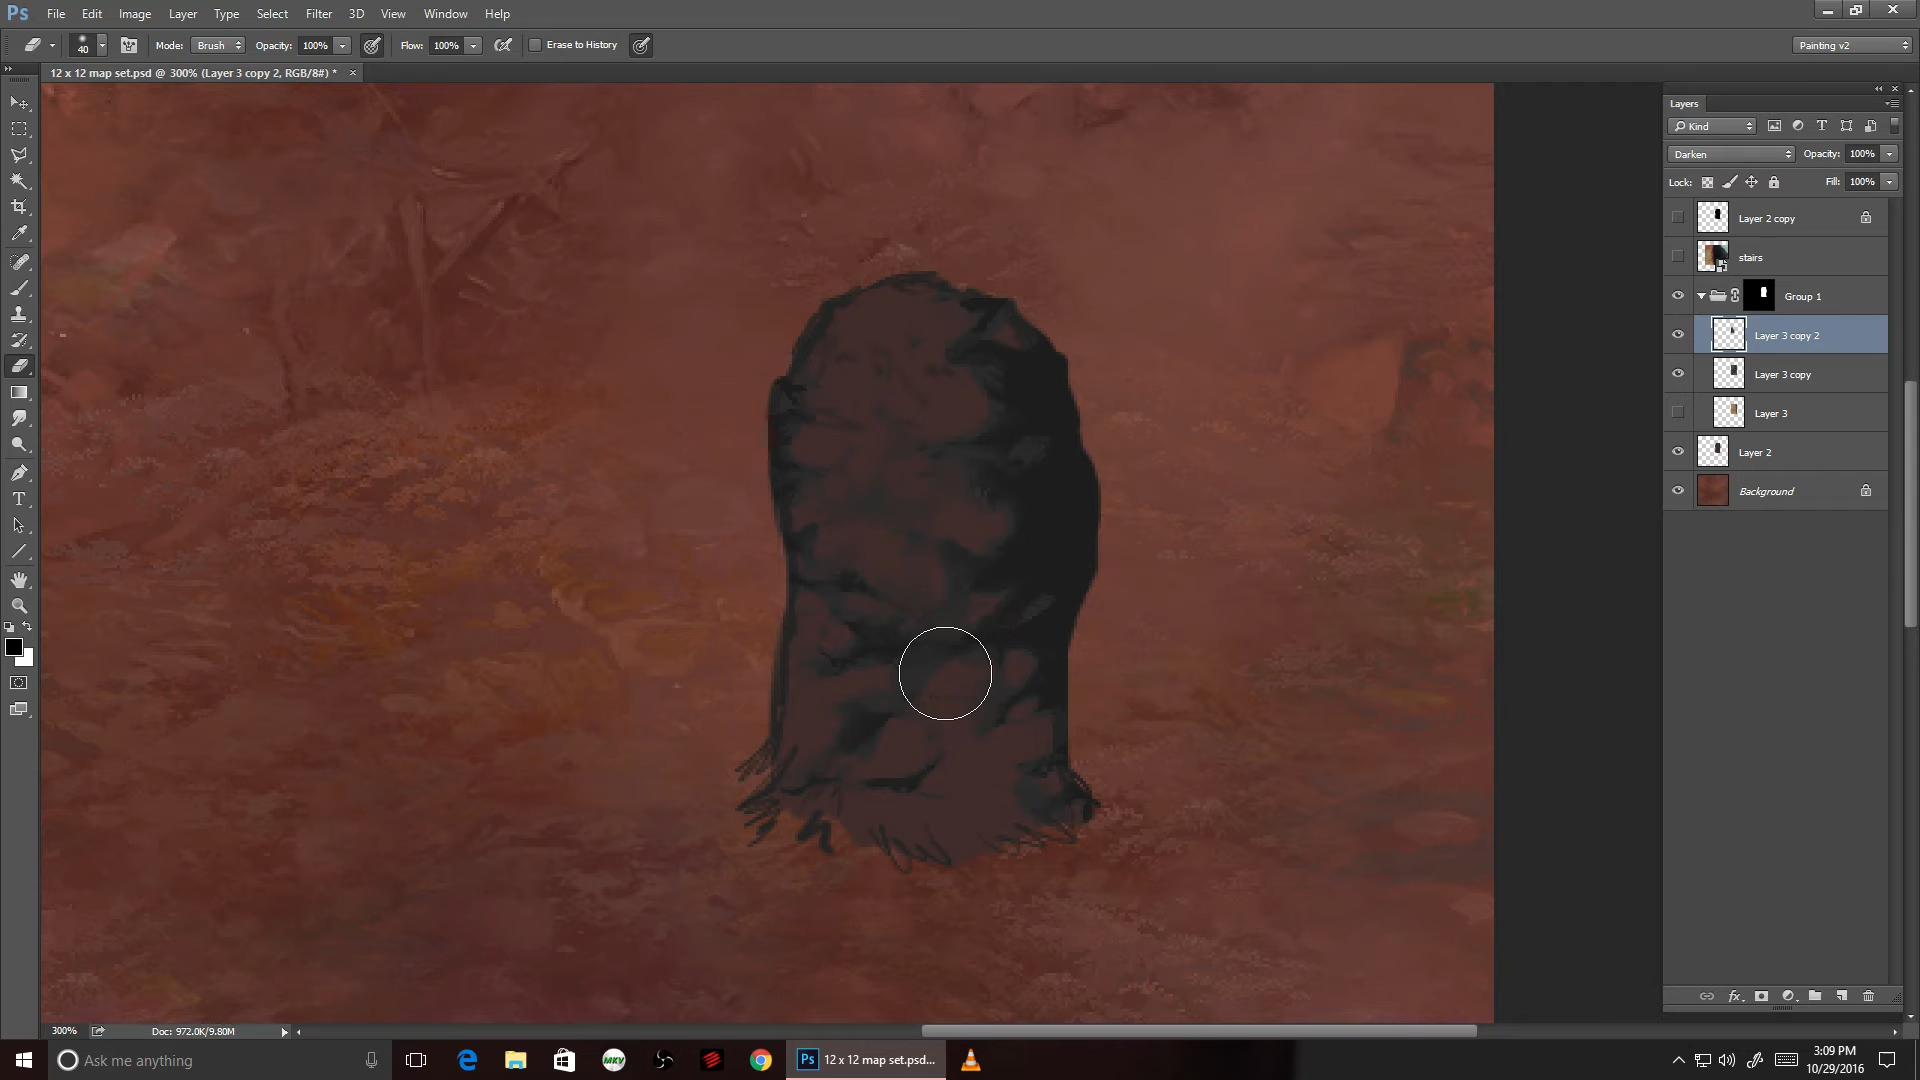 Ps File Edit Image Layer Type Select Filter 3D View Window Help
40 Mode: Brush Opacity: 100% Flow: 100% Erase to History Painting v2
12 x 12 map set.psd @ 300% (Layer 3 copy 2, RGB/8#) *
Layers
Kind
Darken Opacity: 100%
Lock: Fill: 100%
Layer 2 copy
stairs
Group 1
Layer 3 copy 2
Layer 3 copy
Layer 3
Layer 2
Background
300% Doc: 972.0K/9.80M
Ask me anything MKV Ps 12 x 12 map set.psd...
3:09 PM
10/29/2016